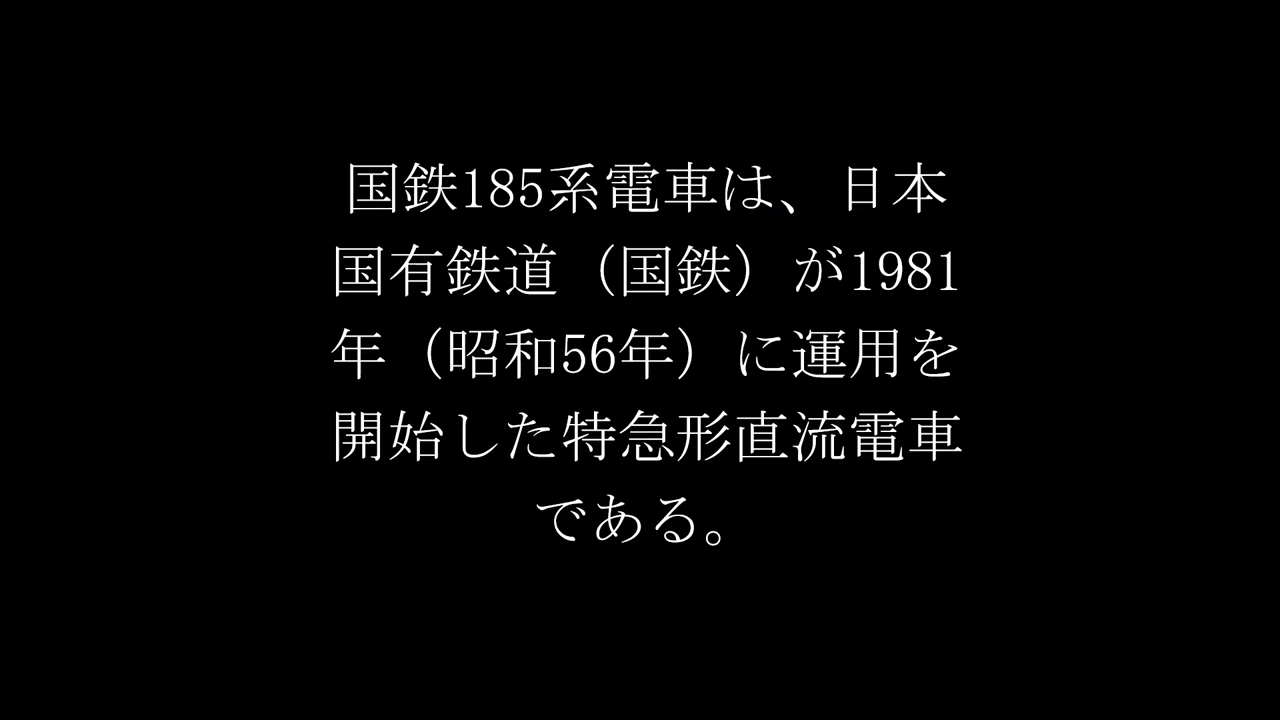 国鉄185系電車は、日本
国有鉄道（国鉄）が1981
年（昭和56年）に運用を
開始した特急形直流電車
である。